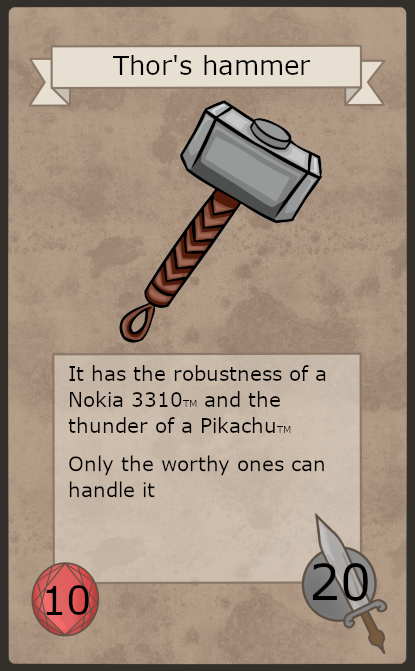 Thor's hammer
It has the robustness of a
Nokia 3310™ and the
thunder of a Pikachu™
Only the worthy ones can
handle it
10
20